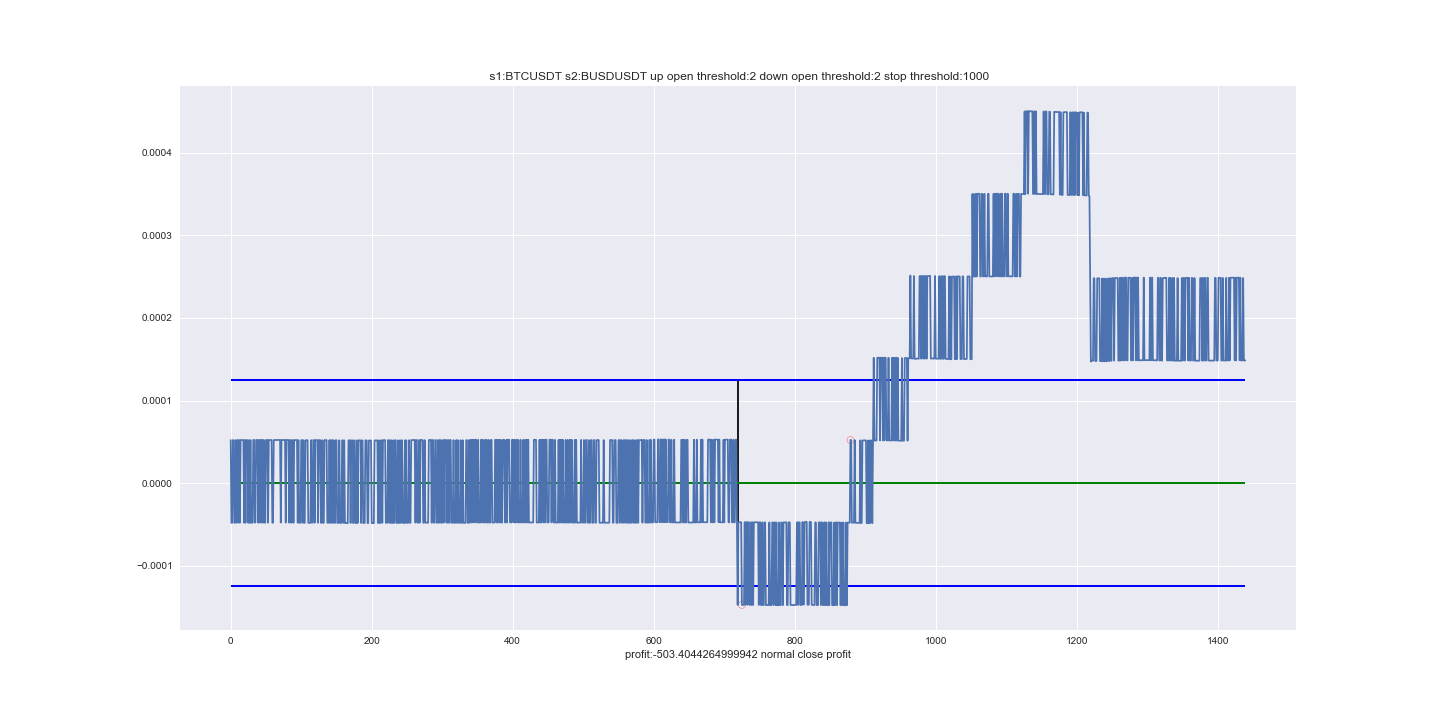 s1:BTCUSDT s2:BUSDUSDT up open threshold:2 down open threshold:2 stop threshold:1000
0.0004
0.0003
0.0002
0.0001
0.0000
−0.0001
0 200 400 600 800 1000 1200 1400
profit:-503.4044264999942 normal close profit